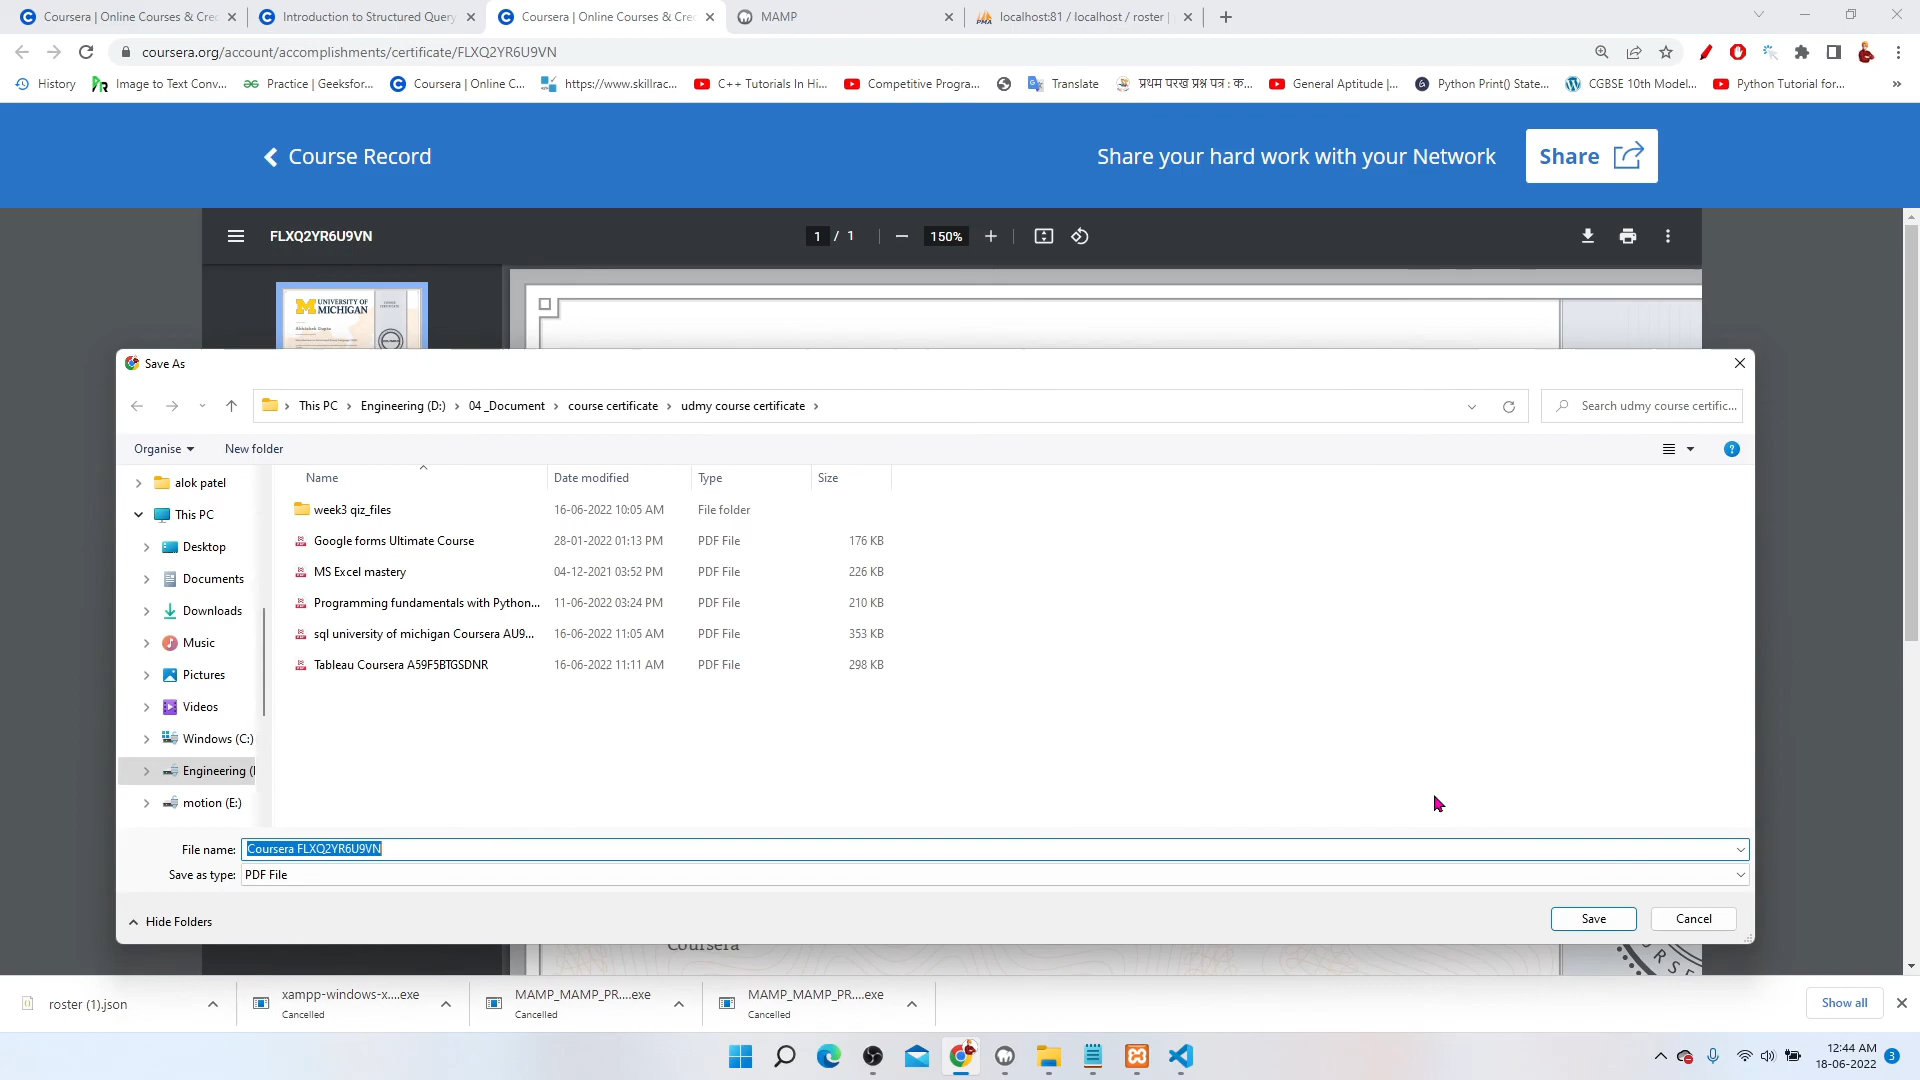 Coursera | Online Courses & Cre
Introduction to Structured Query
Coursera | Online Courses & Cre
MAMP
localhost:81 / localhost / roster |
coursera.org/account/accomplishments/certificate/FLXQ2YR6U9VN
History
Image to Text Conv...
Practice | Geeksfor...
Coursera | Online C...
https://www.skillrac...
C++ Tutorials In Hi...
Competitive Progra...
Translate
प्रथम परख प्रश्न पत्र : क...
General Aptitude |...
Python Print() State...
CGBSE 10th Model...
Python Tutorial for...
»
Course Record
Share your hard work with your Network
Share
FLXQ2YR6U9VN
1 / 1
150%
UNIVERSITY OF
MICHIGAN
Abhishek Gupta
Save As
This PC
Engineering (D:)
04 _Document
course certificate
udmy course certificate
Search udmy course certific...
Organise
New folder
Name
Date modified
Type
Size
alok patel
This PC
Desktop
Documents
Downloads
Music
Pictures
Videos
Windows (C:)
Engineering (
motion (E:)
week3 qiz_files 16-06-2022 10:05 AM File folder
Google forms Ultimate Course 28-01-2022 01:13 PM PDF File 176 KB
MS Excel mastery 04-12-2021 03:52 PM PDF File 226 KB
Programming fundamentals with Python... 11-06-2022 03:24 PM PDF File 210 KB
sql university of michigan Coursera AU9... 16-06-2022 11:05 AM PDF File 353 KB
Tableau Coursera A59F5BTGSDNR 16-06-2022 11:11 AM PDF File 298 KB
File name: Coursera FLXQ2YR6U9VN
Save as type: PDF File
Hide Folders
Save
Cancel
Coursera
roster (1).json
xampp-windows-x....exe
Cancelled
MAMP_MAMP_PR....exe
Cancelled
MAMP_MAMP_PR....exe
Cancelled
Show all
12:44 AM
18-06-2022
3